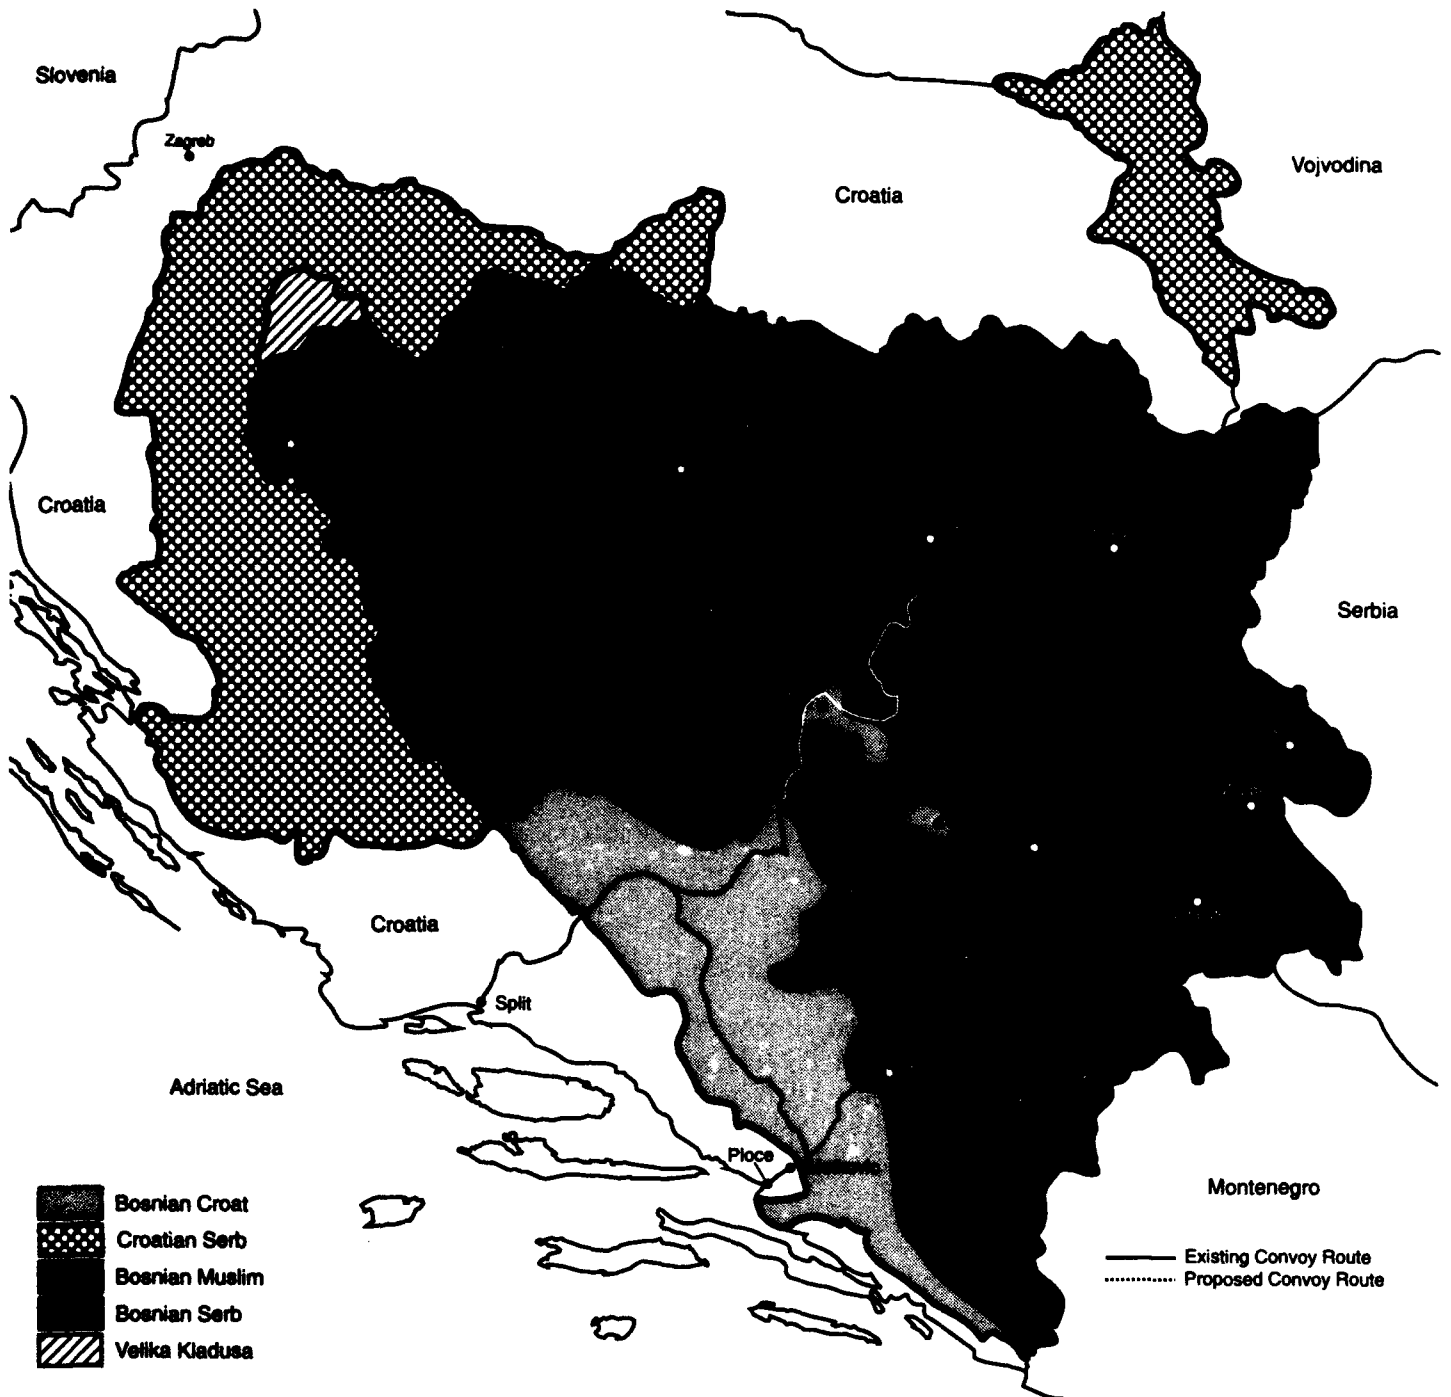 Slovenia
Zagreb
Croatia
Vojvodina
Croatia
Serbia
Croatia
Split
Adriatic Sea
Ploce
Montenegro
Bosnian Croat
Croatian Serb
Bosnian Muslim
Bosnian Serb
Velika Kladusa
Existing Convoy Route
Proposed Convoy Route